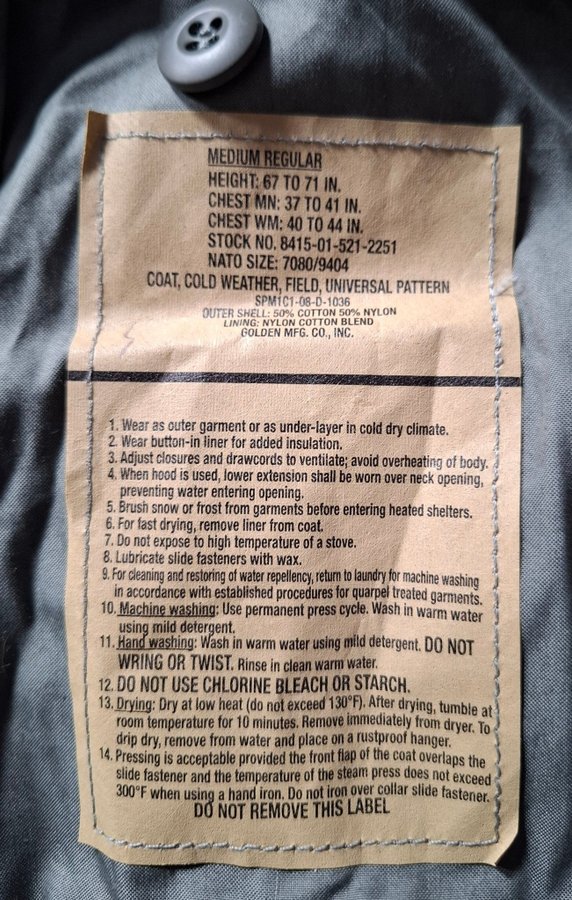 MEDIUM REGULAR
HEIGHT: 67 TO 71 IN.
CHEST MN: 37 TO 41 IN.
CHEST WM: 40 TO 44 IN.
STOCK NO. 8415-01-521-2251
NATO SIZE: 7080/9404
COAT, COLD WEATHER, FIELD, UNIVERSAL PATTERN
SPM1C1-08-D-1036
OUTER SHELL: 50% COTTON 50% NYLON
LINING: NYLON COTTON BLEND
GOLDEN MFG. CO., INC.
1. Wear as outer garment or as under-layer in cold dry climate.
2. Wear button-in liner for added insulation.
3. Adjust closures and drawcords to ventilate; avoid overheating of body.
4. When hood is used, lower extension shall be worn over neck opening,
preventing water entering opening.
5. Brush snow or frost from garments before entering heated shelters.
6. For fast drying, remove liner from coat.
7. Do not expose to high temperature of a stove.
8. Lubricate slide fasteners with wax.
9. For cleaning and restoring of water repellency, return to laundry for machine washing
in accordance with established procedures for quarpel treated garments.
10. Machine washing: Use permanent press cycle. Wash in warm water
using mild detergent.
11. Hand washing: Wash in warm water using mild detergent. DO NOT
WRING OR TWIST. Rinse in clean warm water.
12. DO NOT USE CHLORINE BLEACH OR STARCH.
13. Drying: Dry at low heat (do not exceed 130°F). After drying, tumble at
room temperature for 10 minutes. Remove immediately from dryer. To
drip dry, remove from water and place on a rustproof hanger.
14. Pressing is acceptable provided the front flap of the coat overlaps the
slide fastener and the temperature of the steam press does not exceed
300°F when using a hand iron. Do not iron over collar slide fastener.
DO NOT REMOVE THIS LABEL